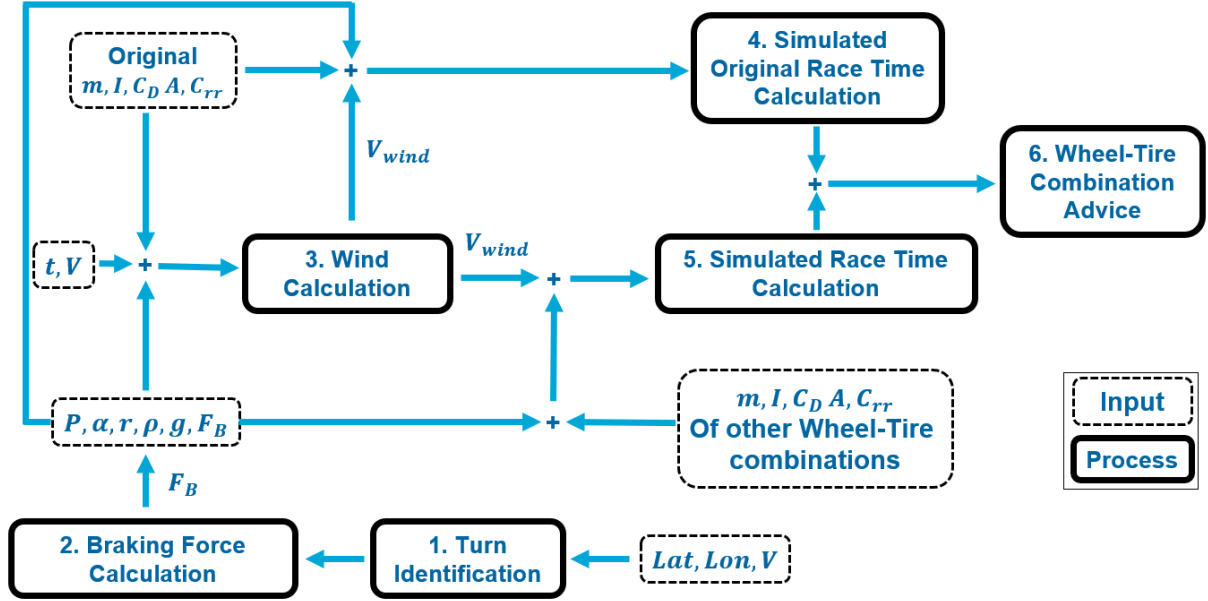 Original
m, I, C_D A, C_rr
+
4. Simulated
Original Race Time
Calculation
V_wind
+
6. Wheel-Tire
Combination
Advice
t, V
+
3. Wind
Calculation
V_wind
+
5. Simulated Race Time
Calculation
P, α, r, ρ, g, F_B
+
m, I, C_D A, C_rr
Of other Wheel-Tire
combinations
Input
Process
F_B
2. Braking Force
Calculation
1. Turn
Identification
Lat, Lon, V